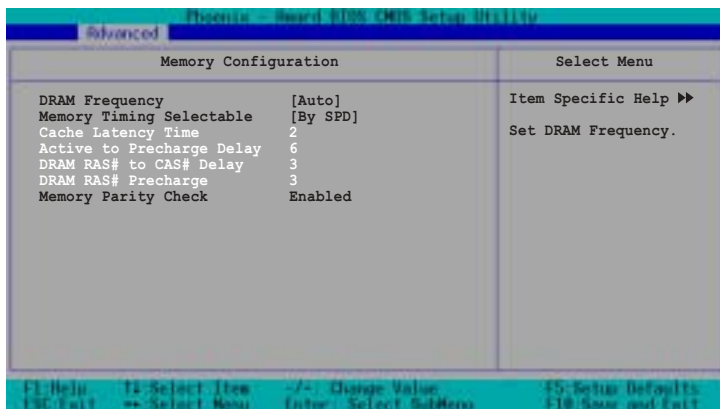 Phoenix - Award BIOS CMOS Setup Utility
Advanced
Memory Configuration
Select Menu
DRAM Frequency [Auto]
Memory Timing Selectable [By SPD]
Cache Latency Time 2
Active to Precharge Delay 6
DRAM RAS# to CAS# Delay 3
DRAM RAS# Precharge 3
Memory Parity Check Enabled
Item Specific Help ▶▶
Set DRAM Frequency.
F1:Help ↑↓:Select Item -/+: Change Value F5:Setup Defaults
ESC:Exit ←→:Select Menu Enter: Select SubMenu F10:Save and Exit